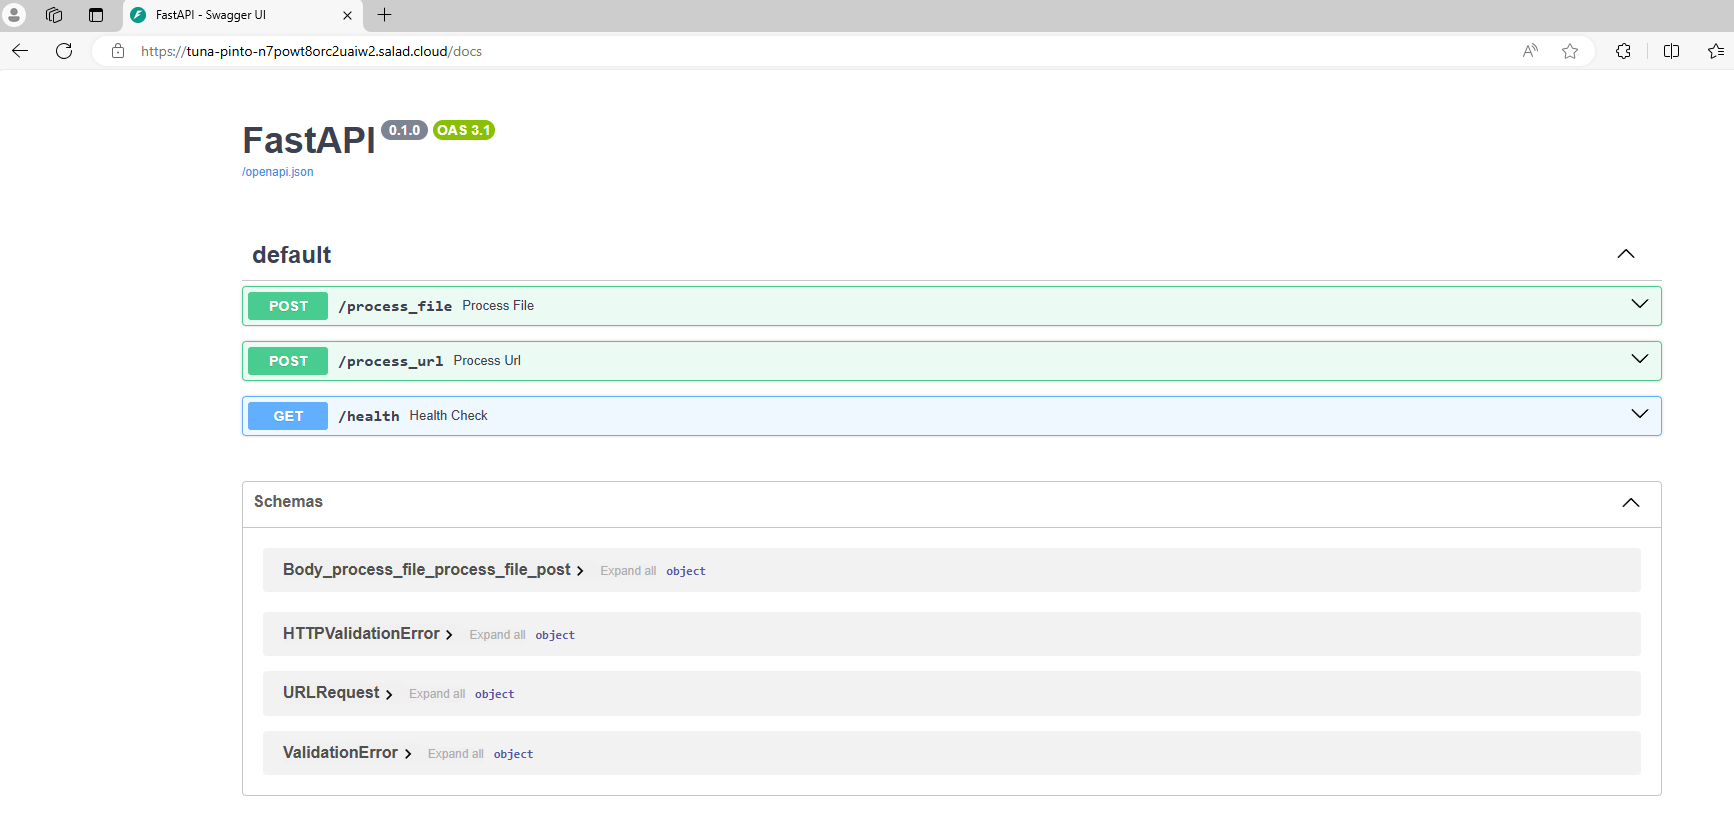 FastAPI - Swagger UI
https://tuna-pinto-n7powt8orc2uaiw2.salad.cloud/docs
FastAPI 0.1.0 OAS 3.1
/openapi.json
default
POST /process_file Process File
POST /process_url Process Url
GET /health Health Check
Schemas
Body_process_file_process_file_post Expand all object
HTTPValidationError Expand all object
URLRequest Expand all object
ValidationError Expand all object